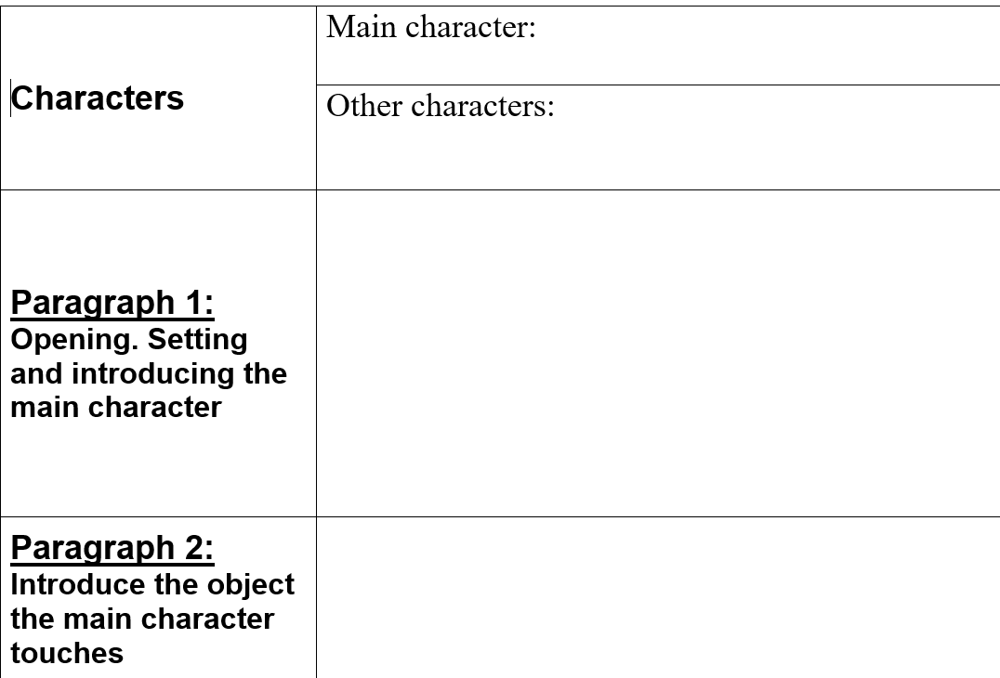 Main character:
Characters
Other characters:
Paragraph 1:
Opening. Setting
and introducing the
main character
Paragraph 2:
Introduce the object
the main character
touches